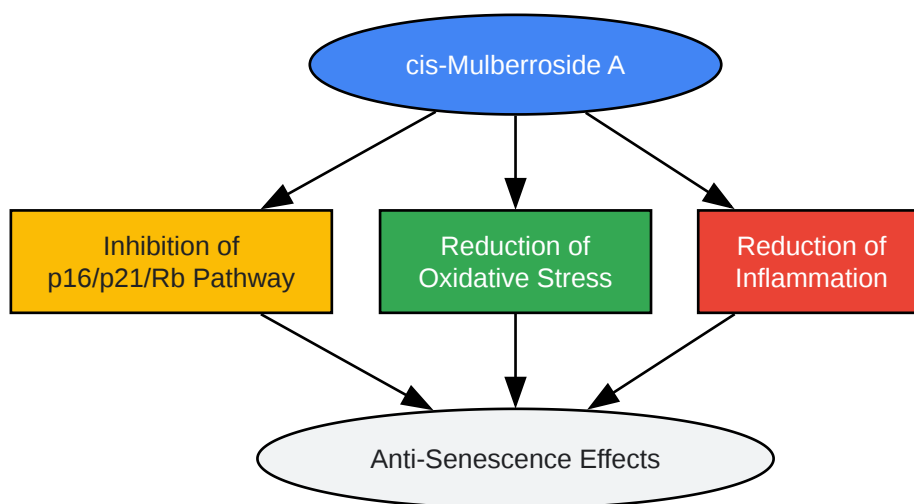 cis-Mulberroside A
Inhibition of
p16/p21/Rb Pathway
Reduction of
Oxidative Stress
Reduction of
Inflammation
Anti-Senescence Effects